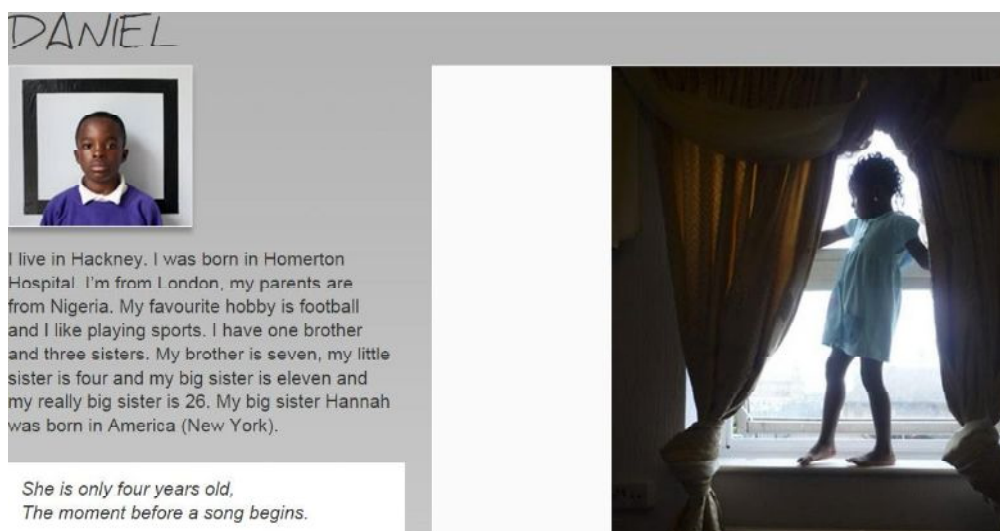 DANIEL
I live in Hackney. I was born in Homerton
Hospital. I'm from London, my parents are
from Nigeria. My favourite hobby is football
and I like playing sports. I have one brother
and three sisters. My brother is seven, my little
sister is four and my big sister is eleven and
my really big sister is 26. My big sister Hannah
was born in America (New York).
She is only four years old,
The moment before a song begins.